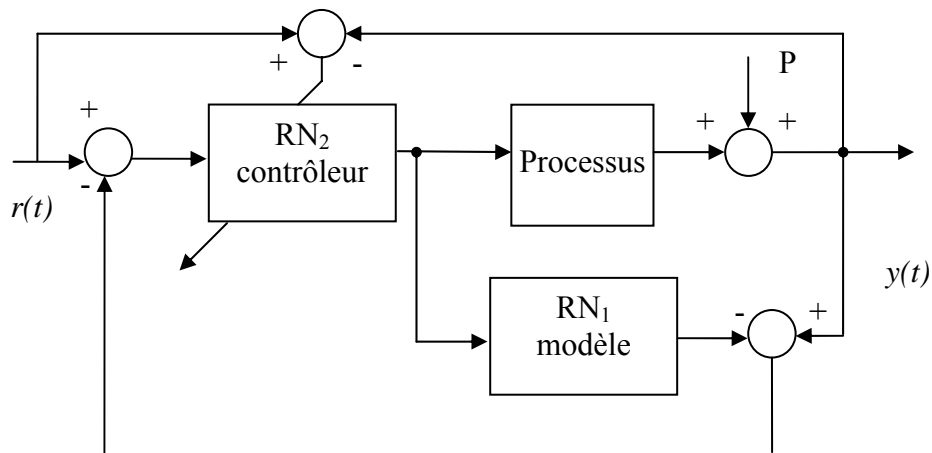 + -
P
+
RN₂
contrôleur
+ +
Processus
-
r(t)
y(t)
RN₁
modèle
- +